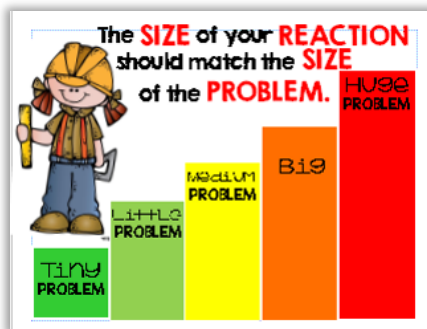 The SIZE of your REACTION
should match the SIZE
of the PROBLEM.
HUGe
PROBLEM
Big
MediUM
PROBLEM
Little
PROBLEM
Tiny
PROBLEM